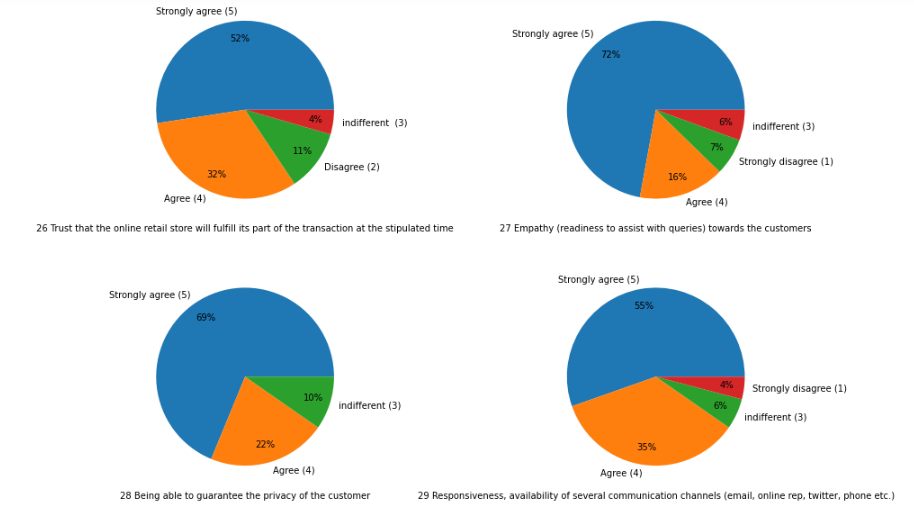 Strongly agree (5)
52%
4%
indifferent  (3)
11%
Disagree (2)
32%
Agree (4)
26 Trust that the online retail store will fulfill its part of the transaction at the stipulated time
Strongly agree (5)
72%
6%
indifferent (3)
7%
Strongly disagree (1)
16%
Agree (4)
27 Empathy (readiness to assist with queries) towards the customers
Strongly agree (5)
69%
10%
indifferent (3)
22%
Agree (4)
28 Being able to guarantee the privacy of the customer
Strongly agree (5)
55%
4%
Strongly disagree (1)
6%
indifferent (3)
35%
Agree (4)
29 Responsiveness, availability of several communication channels (email, online rep, twitter, phone etc.)